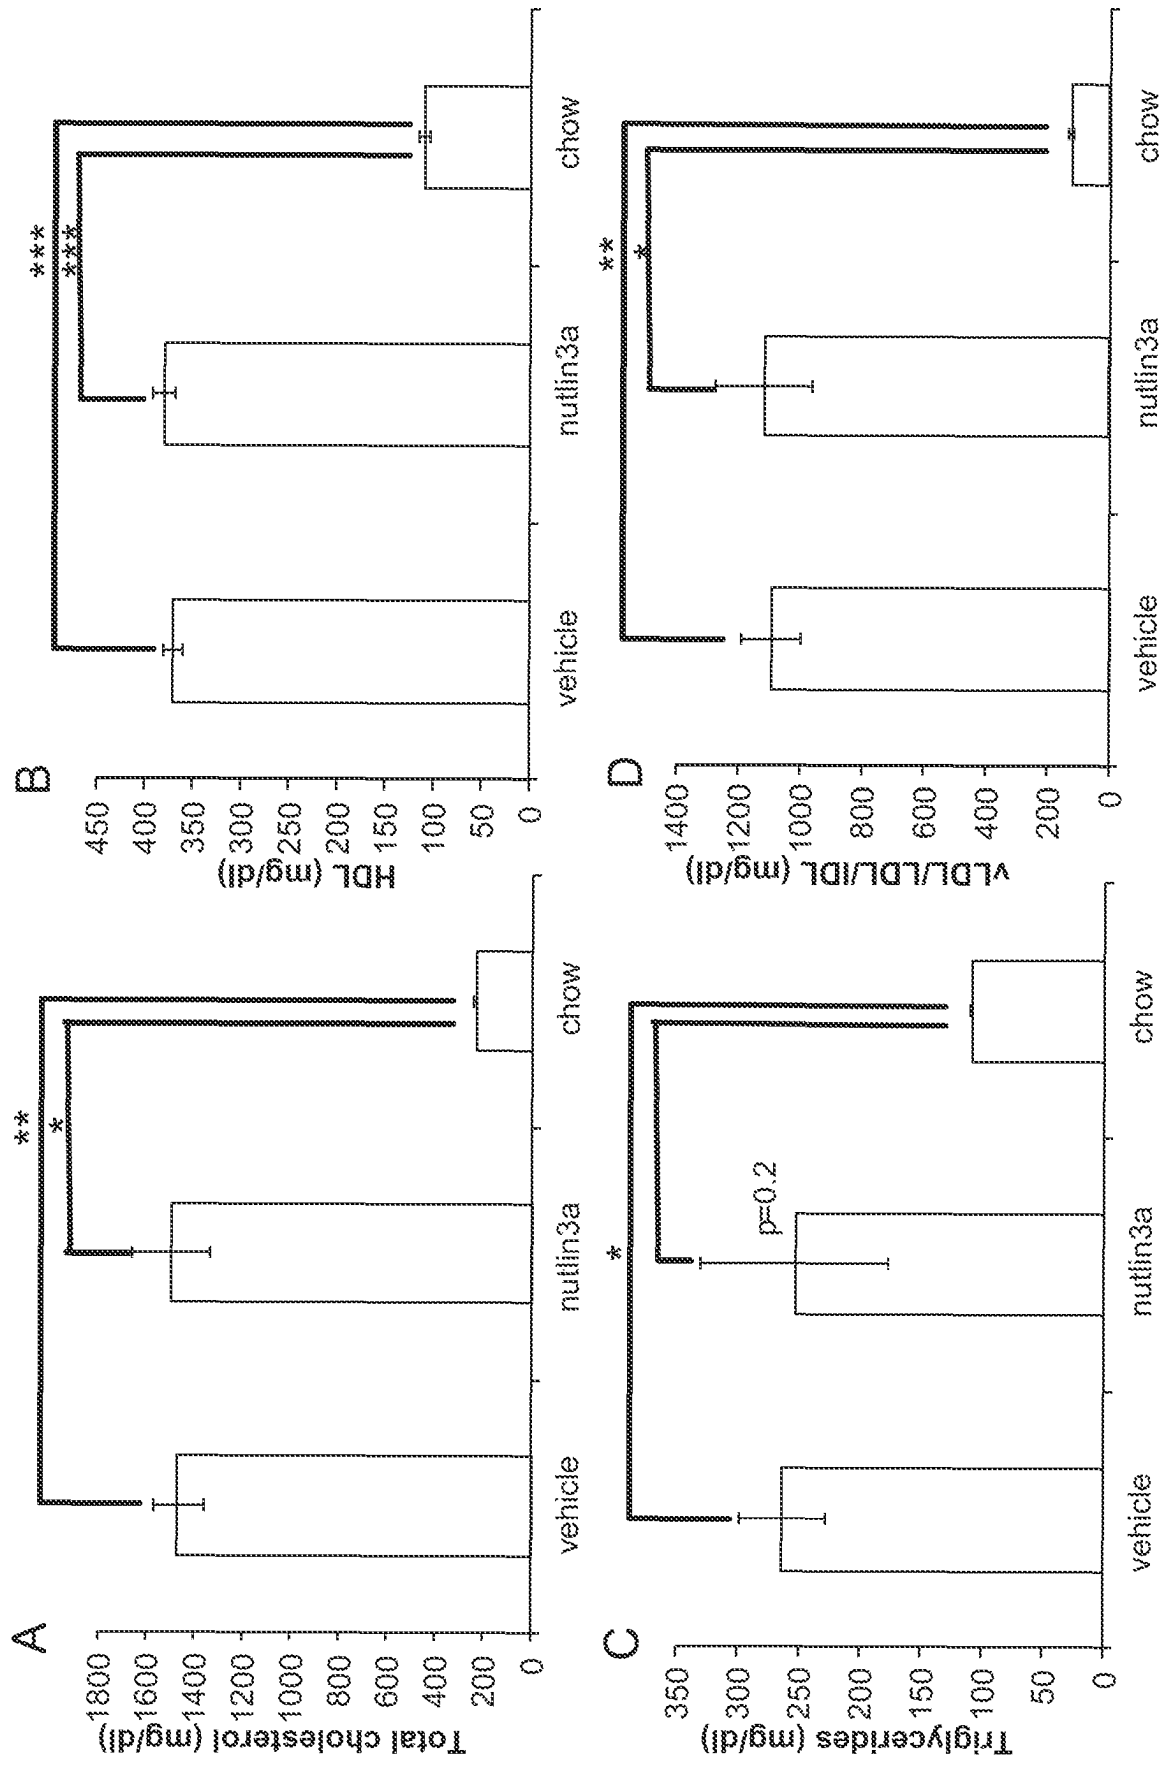 A
Total cholesterol (mg/dl)
1800
1600
1400
1200
1000
800
600
400
200
0
**
*
vehicle
nutlin3a
chow
B
HDL (mg/dl)
450
400
350
300
250
200
150
100
50
0
***
***
vehicle
nutlin3a
chow
C
Triglycerides (mg/dl)
350
300
250
200
150
100
50
0
*
p=0.2
vehicle
nutlin3a
chow
D
vLDL/LDL/IDL (mg/dl)
1400
1200
1000
800
600
400
200
0
**
*
vehicle
nutlin3a
chow